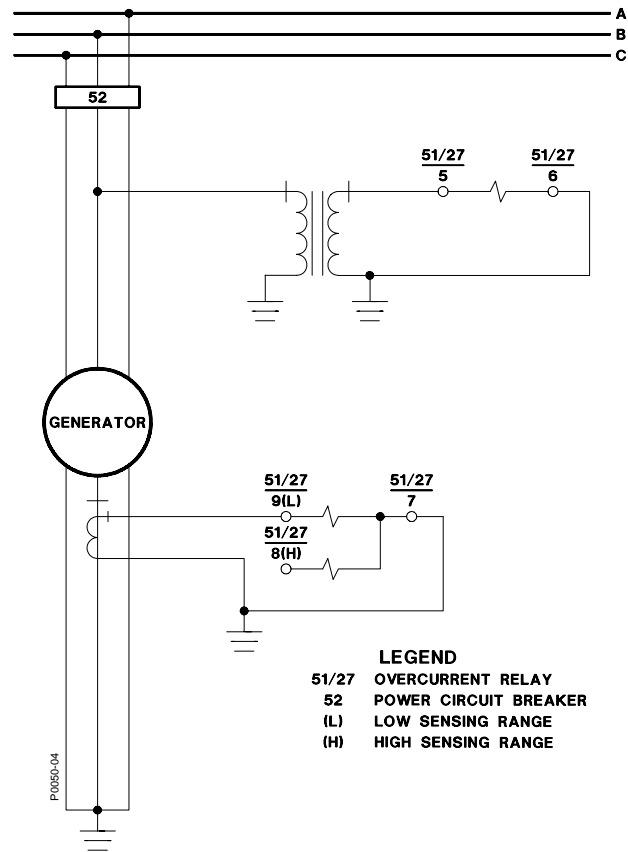 A
B
C
52
51/27
5
51/27
6
GENERATOR
51/27
9(L)
51/27
7
51/27
8(H)
LEGEND
51/27 OVERCURRENT RELAY
52 POWER CIRCUIT BREAKER
(L) LOW SENSING RANGE
(H) HIGH SENSING RANGE
P0050-04